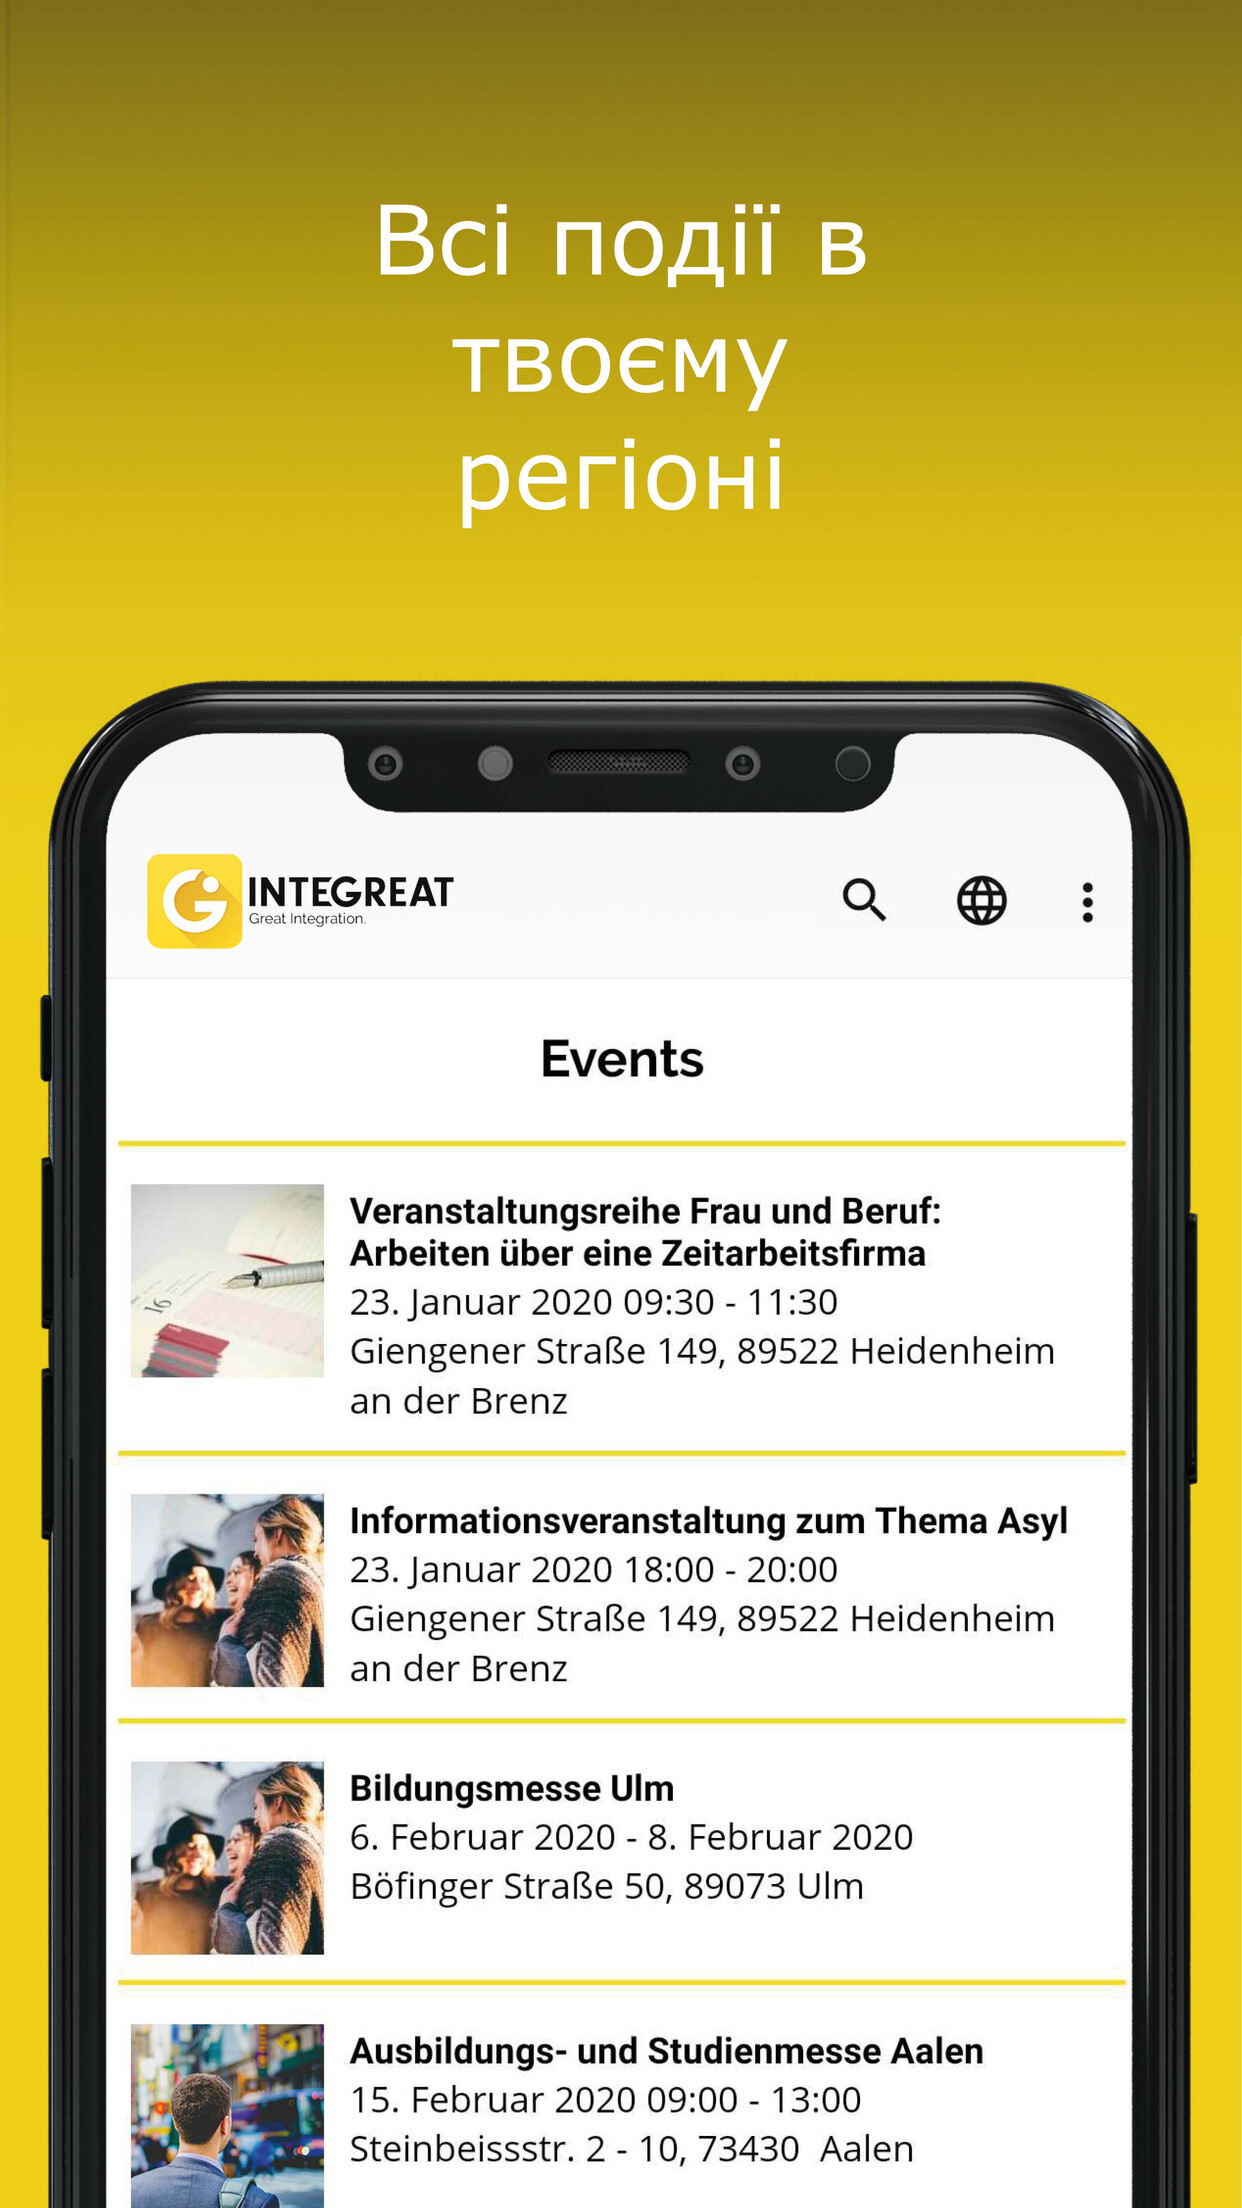 Всі події в
твоєму
регіоні
INTEGREAT
Great Integration.
Events
Veranstaltungsreihe Frau und Beruf:
Arbeiten über eine Zeitarbeitsfirma
23. Januar 2020 09:30 - 11:30
Giengener Straße 149, 89522 Heidenheim
an der Brenz
16
Informationsveranstaltung zum Thema Asyl
23. Januar 2020 18:00 - 20:00
Giengener Straße 149, 89522 Heidenheim
an der Brenz
Bildungsmesse Ulm
6. Februar 2020 - 8. Februar 2020
Böfinger Straße 50, 89073 Ulm
Ausbildungs- und Studienmesse Aalen
15. Februar 2020 09:00 - 13:00
Steinbeissstr. 2 - 10, 73430 Aalen